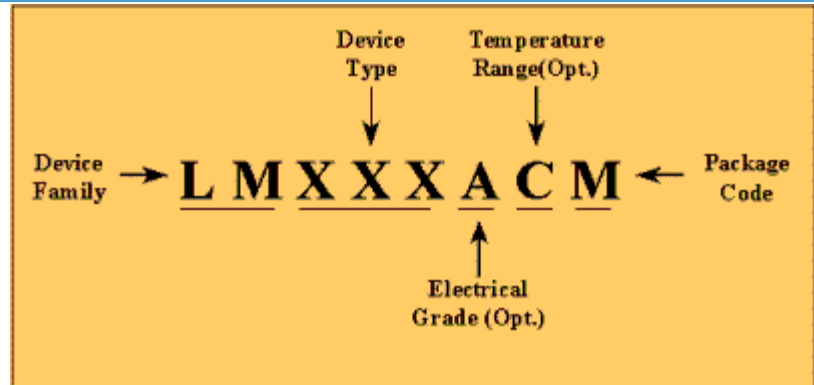 Device
Type
Temperature
Range(Opt.)
Device
Family
L M X X X A C M
Package
Code
Electrical
Grade (Opt.)